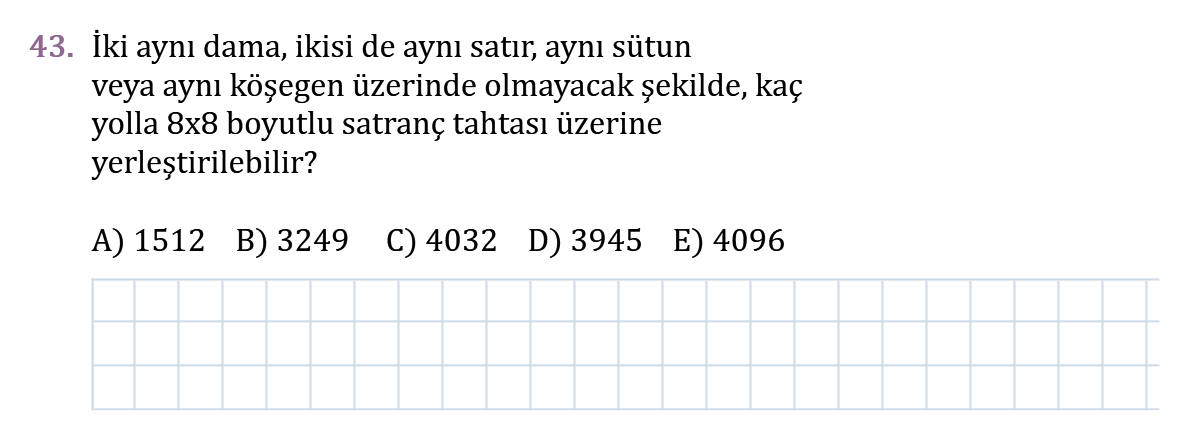 43. İki aynı dama, ikisi de aynı satır, aynı sütun
veya aynı köşegen üzerinde olmayacak şekilde, kaç
yolla 8x8 boyutlu satranç tahtası üzerine
yerleştirilebilir?
A) 1512 B) 3249 C) 4032 D) 3945 E) 4096